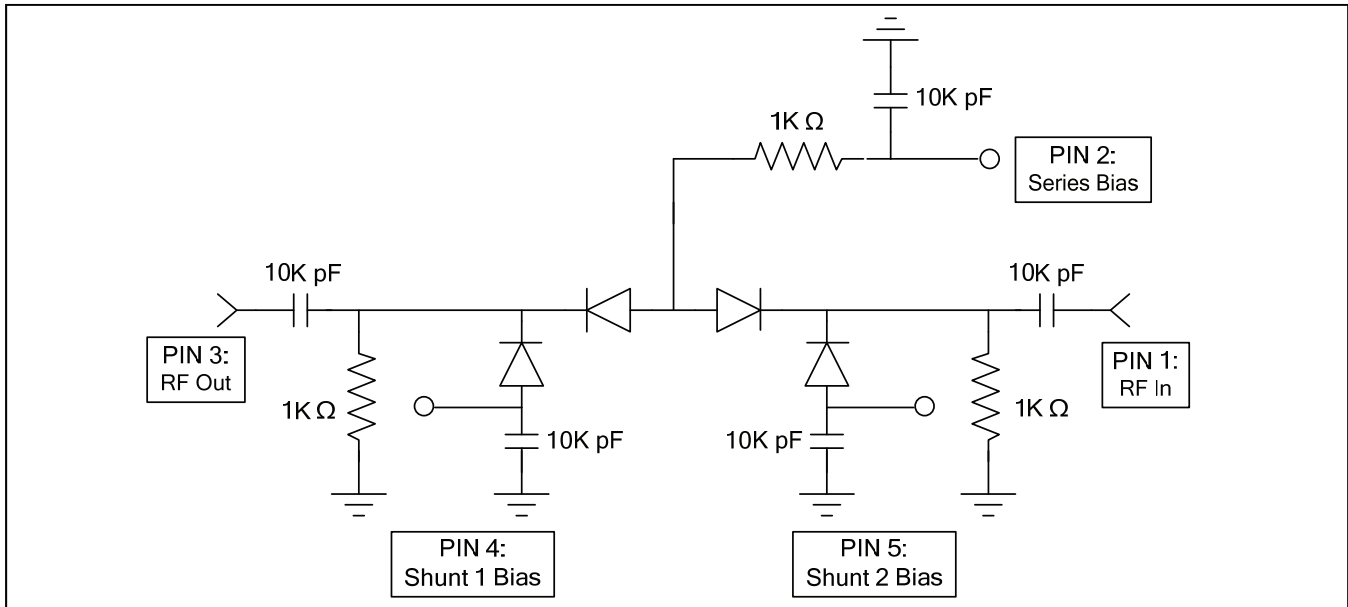 10K pF
1K Ω
PIN 2:
Series Bias
10K pF
10K pF
PIN 3:
RF Out
PIN 1:
RF In
1K Ω
10K pF
10K pF
1K Ω
PIN 4:
Shunt 1 Bias
PIN 5:
Shunt 2 Bias